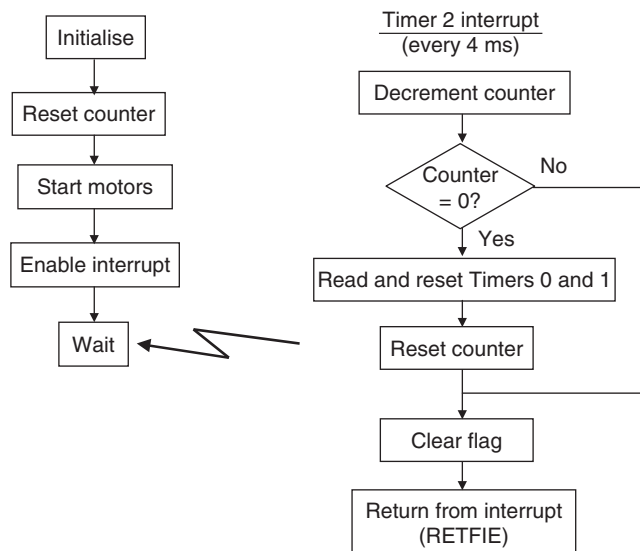 Initialise
Reset counter
Start motors
Enable interrupt
Wait
Timer 2 interrupt
(every 4 ms)
Decrement counter
Counter
= 0?
No
Yes
Read and reset Timers 0 and 1
Reset counter
Clear flag
Return from interrupt
(RETFIE)